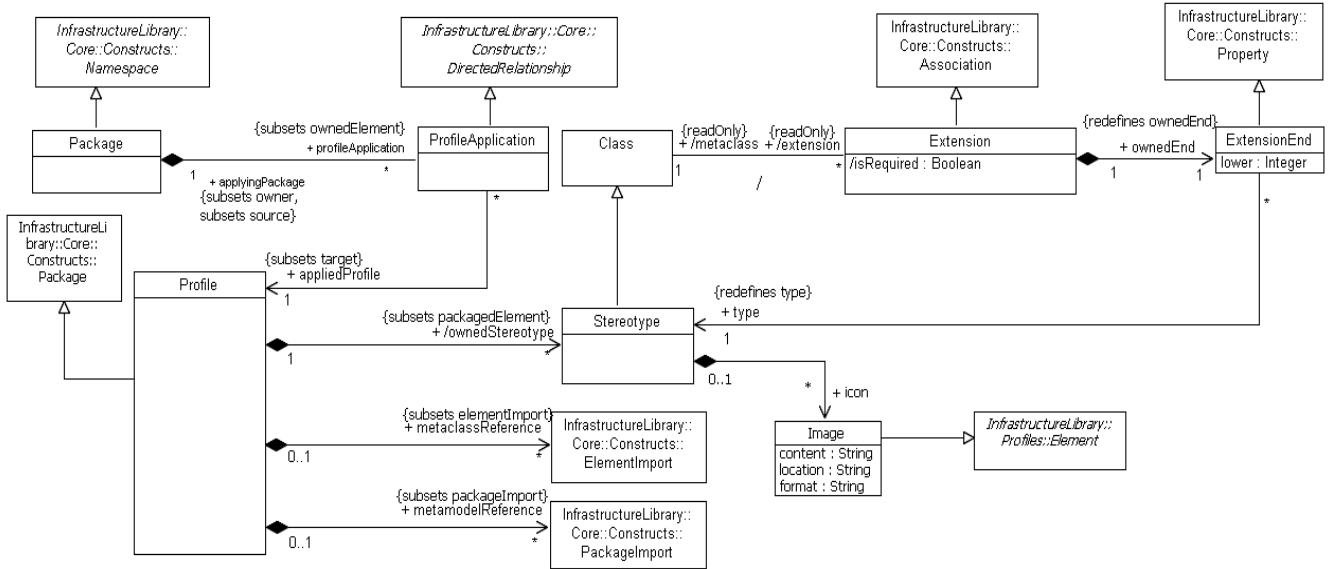 InfrastructureLibrary::
Core::Constructs::
Namespace
InfrastructureLibrary::Core::
Constructs::
DirectedRelationship
InfrastructureLibrary::
Core::Constructs::
Association
InfrastructureLibrary::
Core::Constructs::
Property
Package
{subsets ownedElement}
+ profileApplication
1
*
+ applyingPackage
{subsets owner,
subsets source}
ProfileApplication
*
Class
{readOnly}
+ /metaclass
{readOnly}
+ /extension
1
*
/
Extension
/isRequired : Boolean
{redefines ownedEnd}
+ ownedEnd
1
1
ExtensionEnd
lower : Integer
*
InfrastructureLi
brary::Core::
Constructs::
Package
Profile
{subsets target}
+ appliedProfile
1
{subsets packagedElement}
+ /ownedStereotype
1
*
Stereotype
{redefines type}
+ type
1
0..1
*
+ icon
{subsets elementImport}
+ metaclassReference
0..1
*
InfrastructureLibrary::
Core::Constructs::
ElementImport
Image
content : String
location : String
format : String
InfrastructureLibrary::
Profiles::Element
{subsets packageImport}
+ metamodelReference
0..1
*
InfrastructureLibrary::
Core::Constructs::
PackageImport